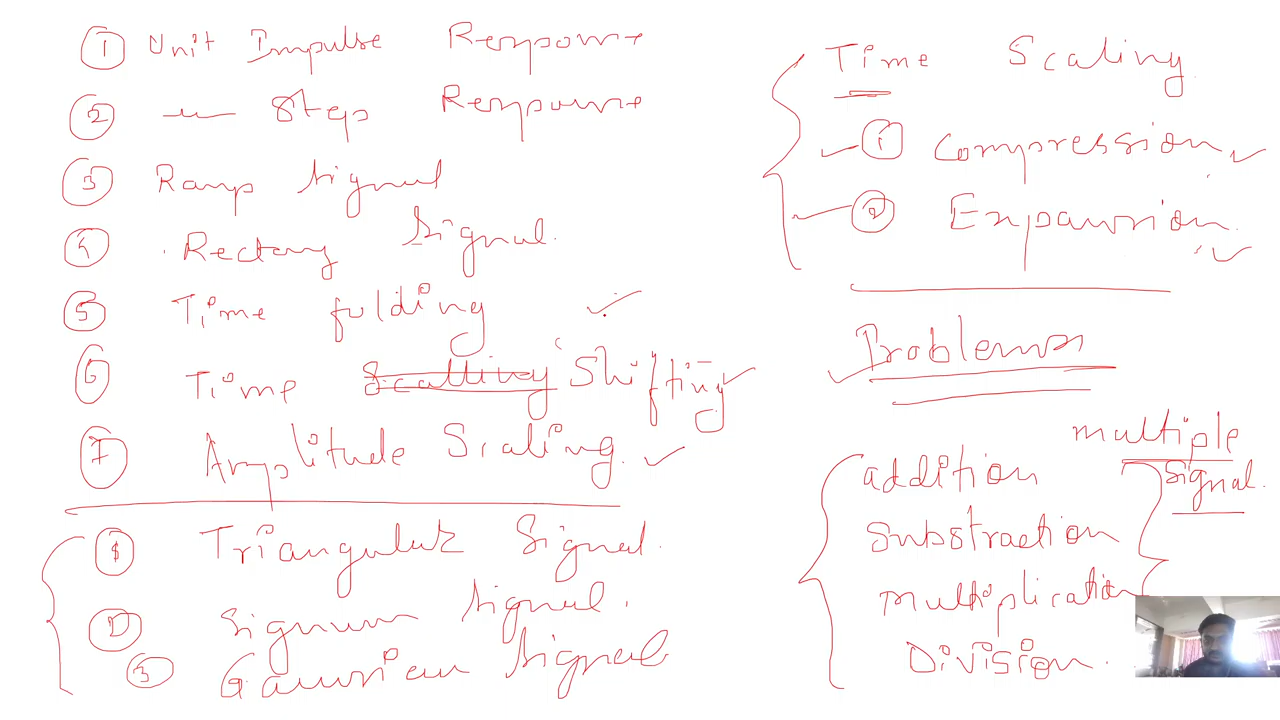 1 Unit Impulse Response
2 —〃— Step Response
3 Ramp Signal
4 Rectang Signal.
5 Time folding ✓
6 Time Scalling Shifting ✓
7 Amplitude Scaling. ✓
Triangular Signal.
2 Signum Signal.
3 Gaussian Signal
Time Scaling
✓ 1 Compression ✓
✓ 2 Expansion. ✓
✓ Problems
multiple
signal.
addition
Substraction
multiplication
Division.